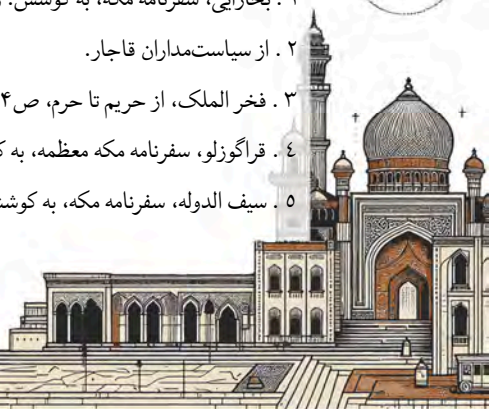 ۱ . بخارایی، سفرنامه مکه، به کوشش:
۲ . از سیاست‌مداران قاجار.
۳ . فخر الملک، از حریم تا حرم، ص۴
٤ . قراگوزلو، سفرنامه مکه معظمه، به
٥ . سیف الدوله، سفرنامه مکه، به